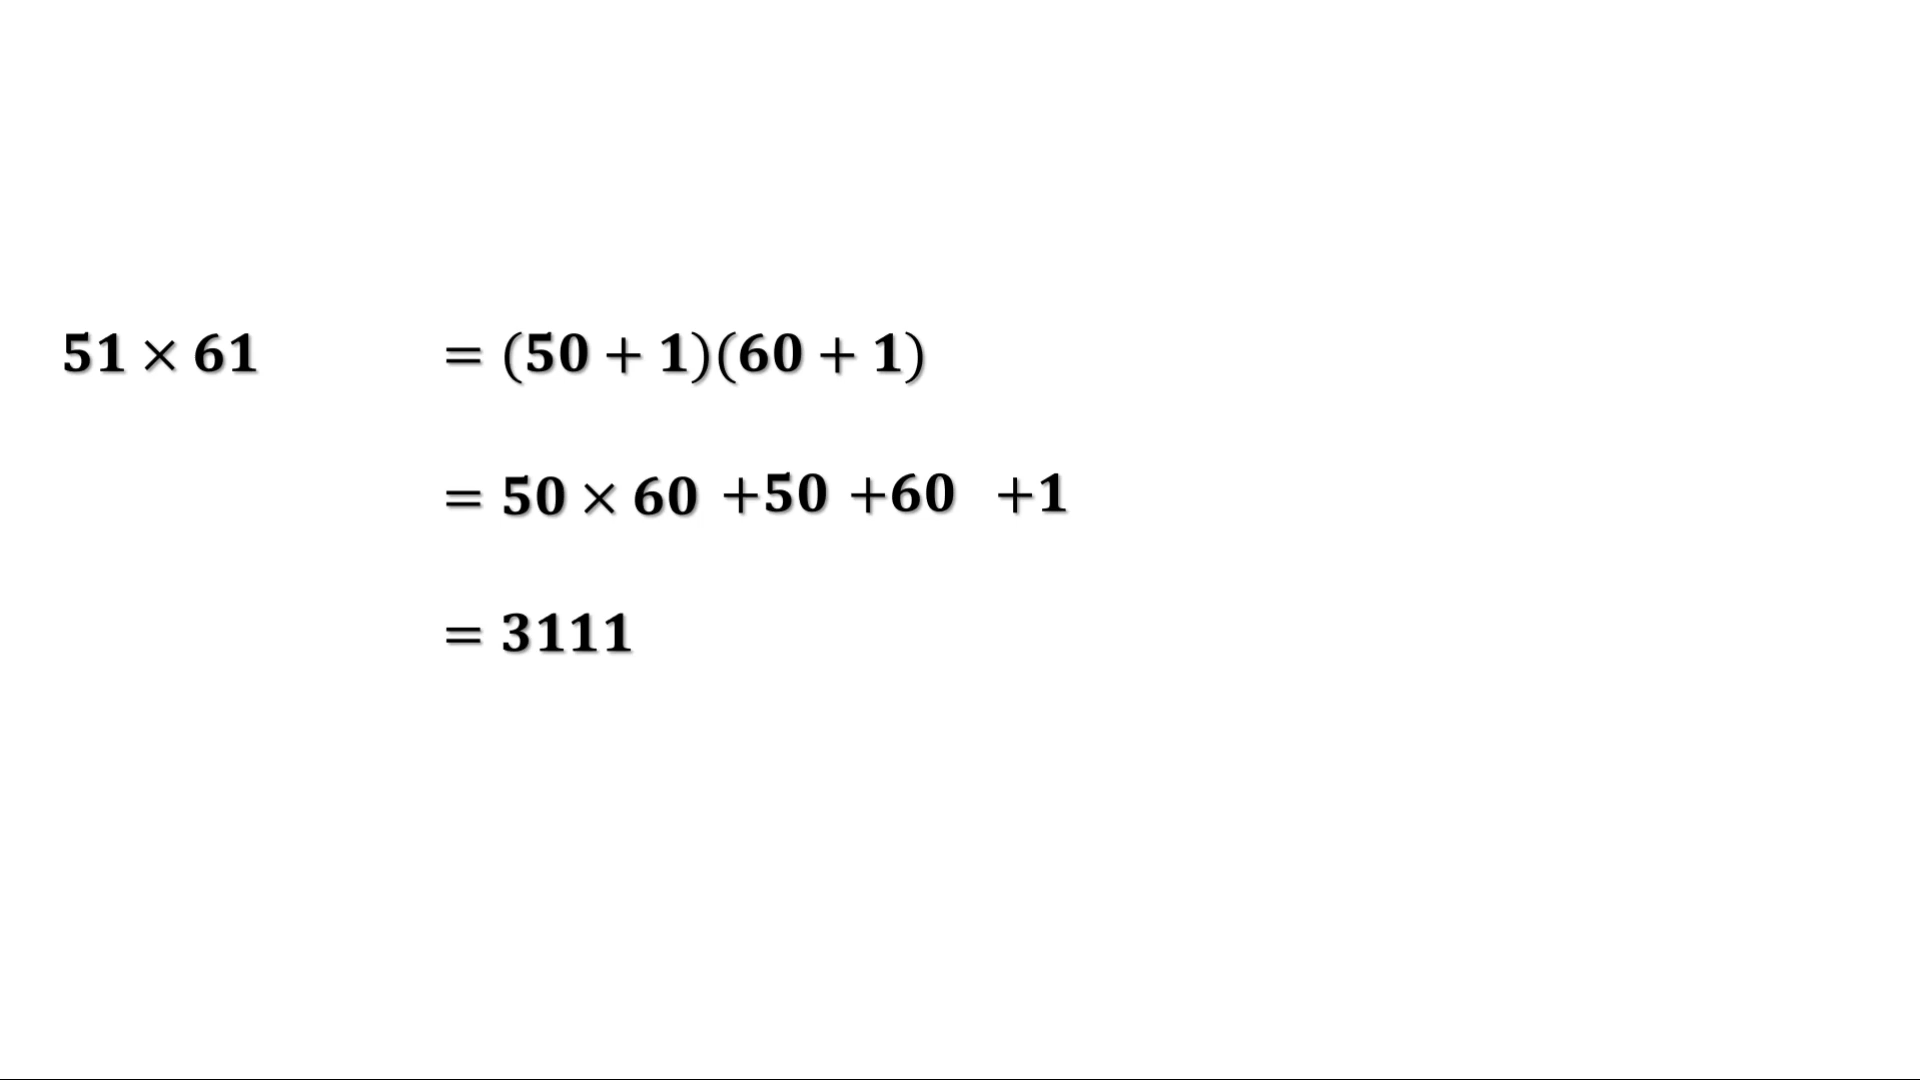 51 × 61 = (50 + 1)(60 + 1)
= 50 × 60 +50 +60 +1
= 3111